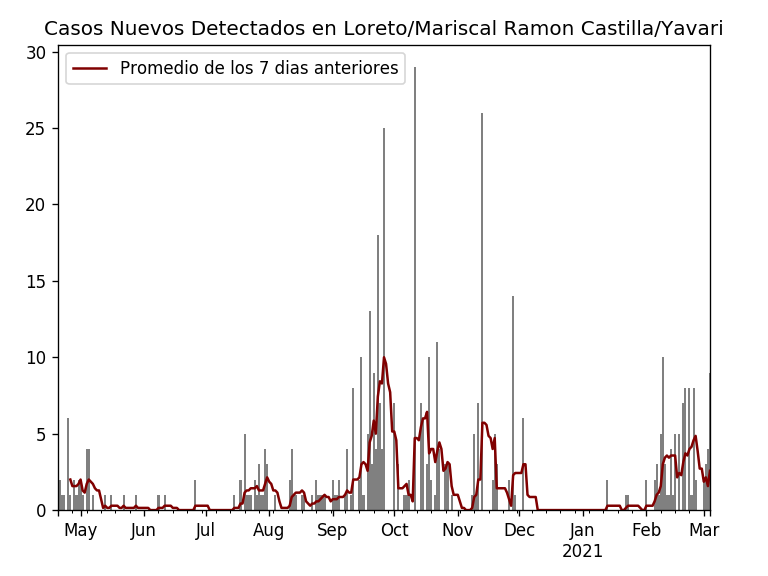 Casos Nuevos Detectados en Loreto/Mariscal Ramon Castilla/Yavari
Promedio de los 7 dias anteriores
30
25
20
15
10
5
0
May Jun Jul Aug Sep Oct Nov Dec Jan Feb Mar
2021